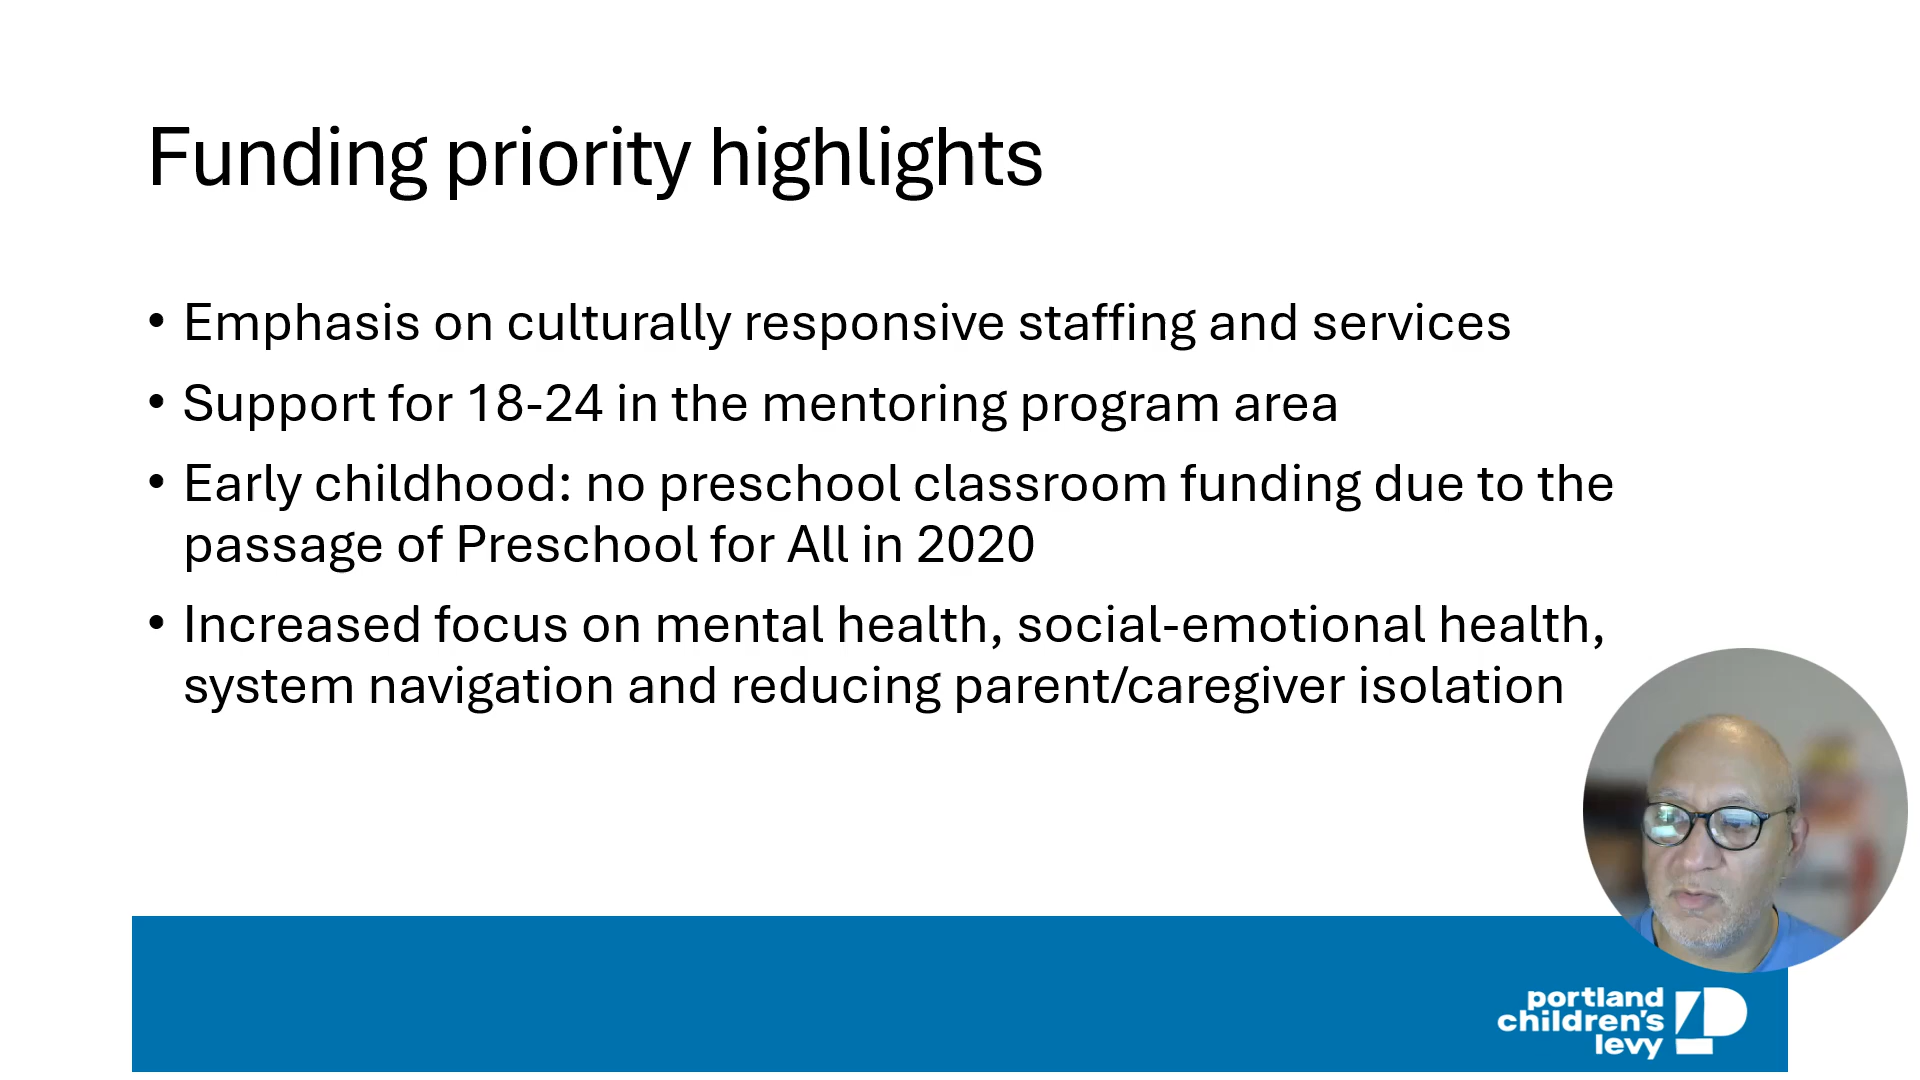 Funding priority highlights
• Emphasis on culturally responsive staffing and services
• Support for 18-24 in the mentoring program area
• Early childhood: no preschool classroom funding due to the
passage of Preschool for All in 2020
• Increased focus on mental health, social-emotional health,
system navigation and reducing parent/caregiver isolation
portland
children's
levy